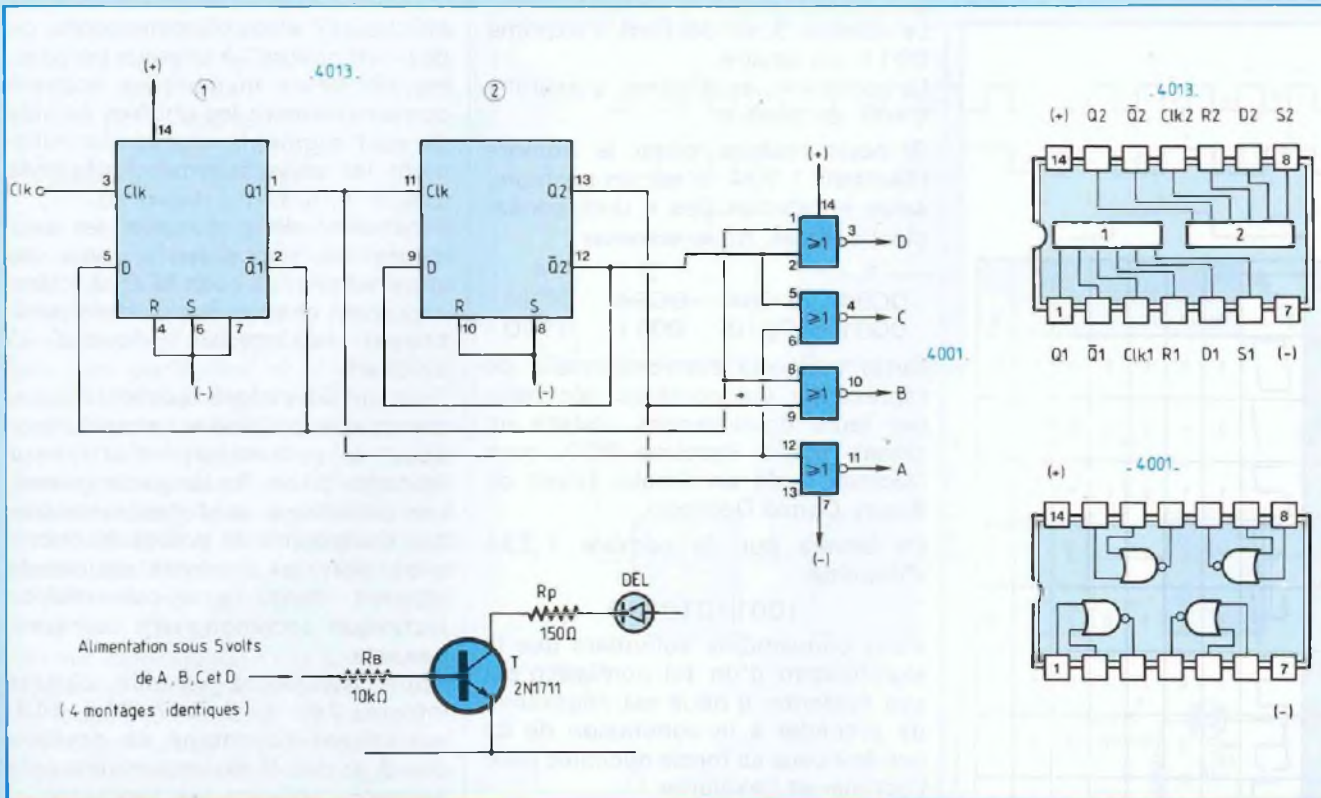 (+)
① .4013. ②
14
Clk 3 Clk Q1 1 11 Clk Q2 13
5 D Q̄1 2 9 D Q̄2 12
R S R S
4 6 7 10 8
(-) (-)
(+)
14
1 ≥1 3 D
2
5 ≥1 4 C
6
.4001.
8 ≥1 10 B
9
12 ≥1 11 A
13 7
(-)
.4013.
(+) Q2 Q̄2 Clk2 R2 D2 S2
14 8
1 2
1 7
Q1 Q̄1 Clk1 R1 D1 S1 (-)
.4001.
(+)
14 8
1 7
(-)
Alimentation sous 5 volts
de A, B, C et D
(4 montages identiques)
RB
10kΩ
T
2N1711
Rp
150Ω
DEL